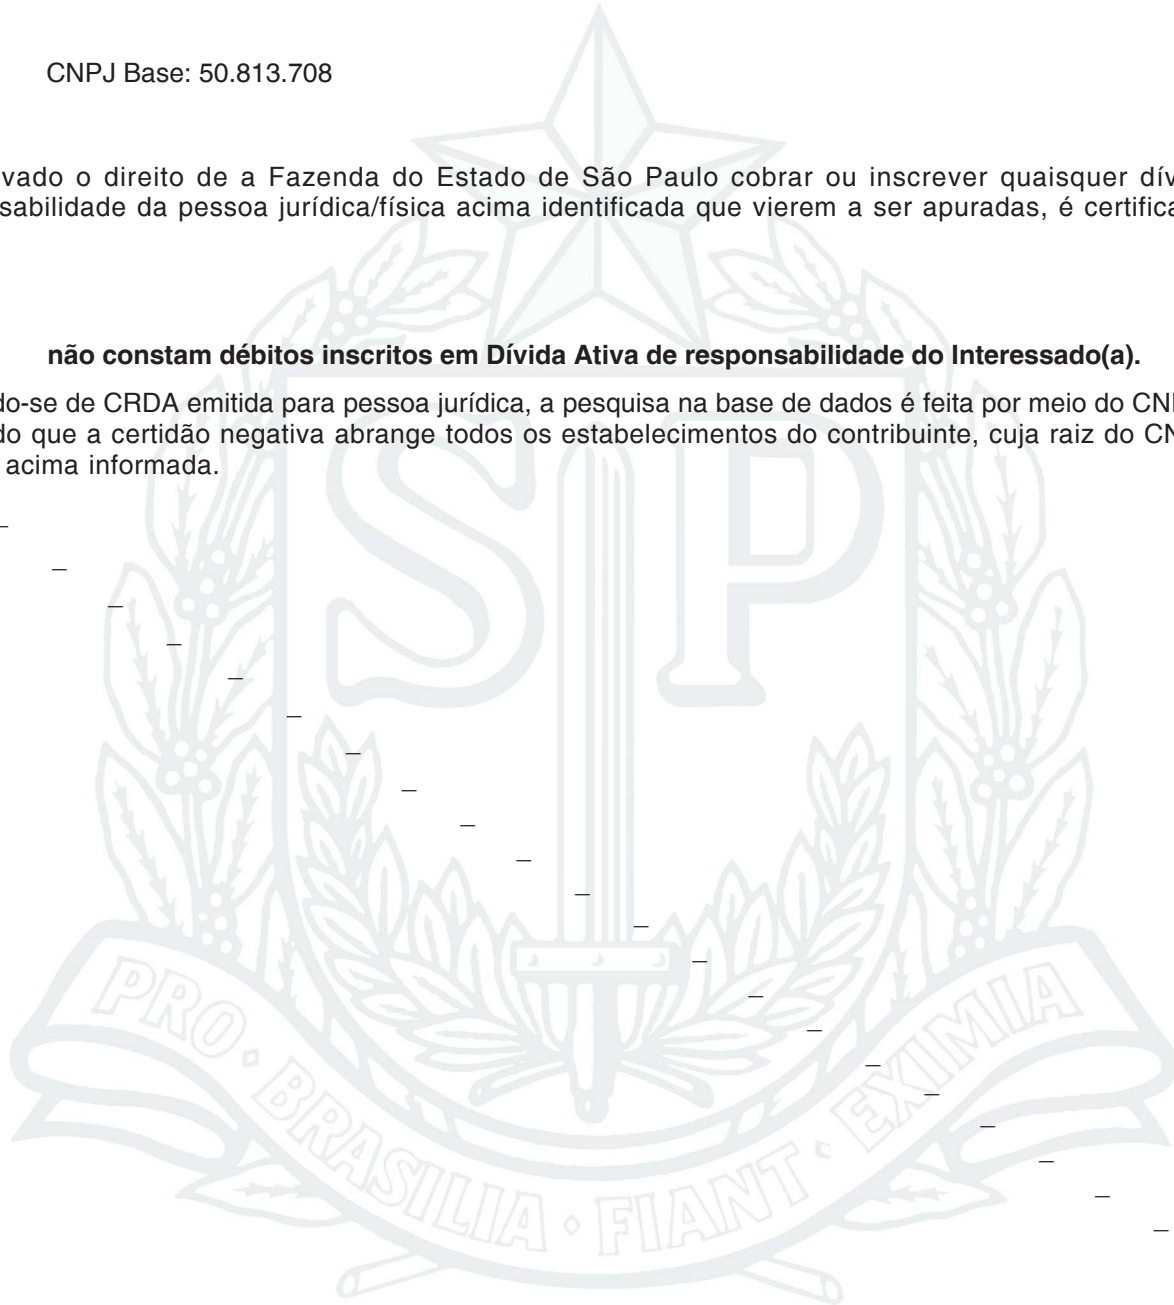 CNPJ Base: 50.813.708
vado o direito de a Fazenda do Estado de São Paulo cobrar ou inscrever quaisquer dív
sabilidade da pessoa jurídica/física acima identificada que vierem a ser apuradas, é certifica
não constam débitos inscritos em Dívida Ativa de responsabilidade do Interessado(a).
do-se de CRDA emitida para pessoa jurídica, a pesquisa na base de dados é feita por meio do CNP
do que a certidão negativa abrange todos os estabelecimentos do contribuinte, cuja raiz do CN
acima informada.
SP
PRO • BRASILIA • FIANT • EXIMIA